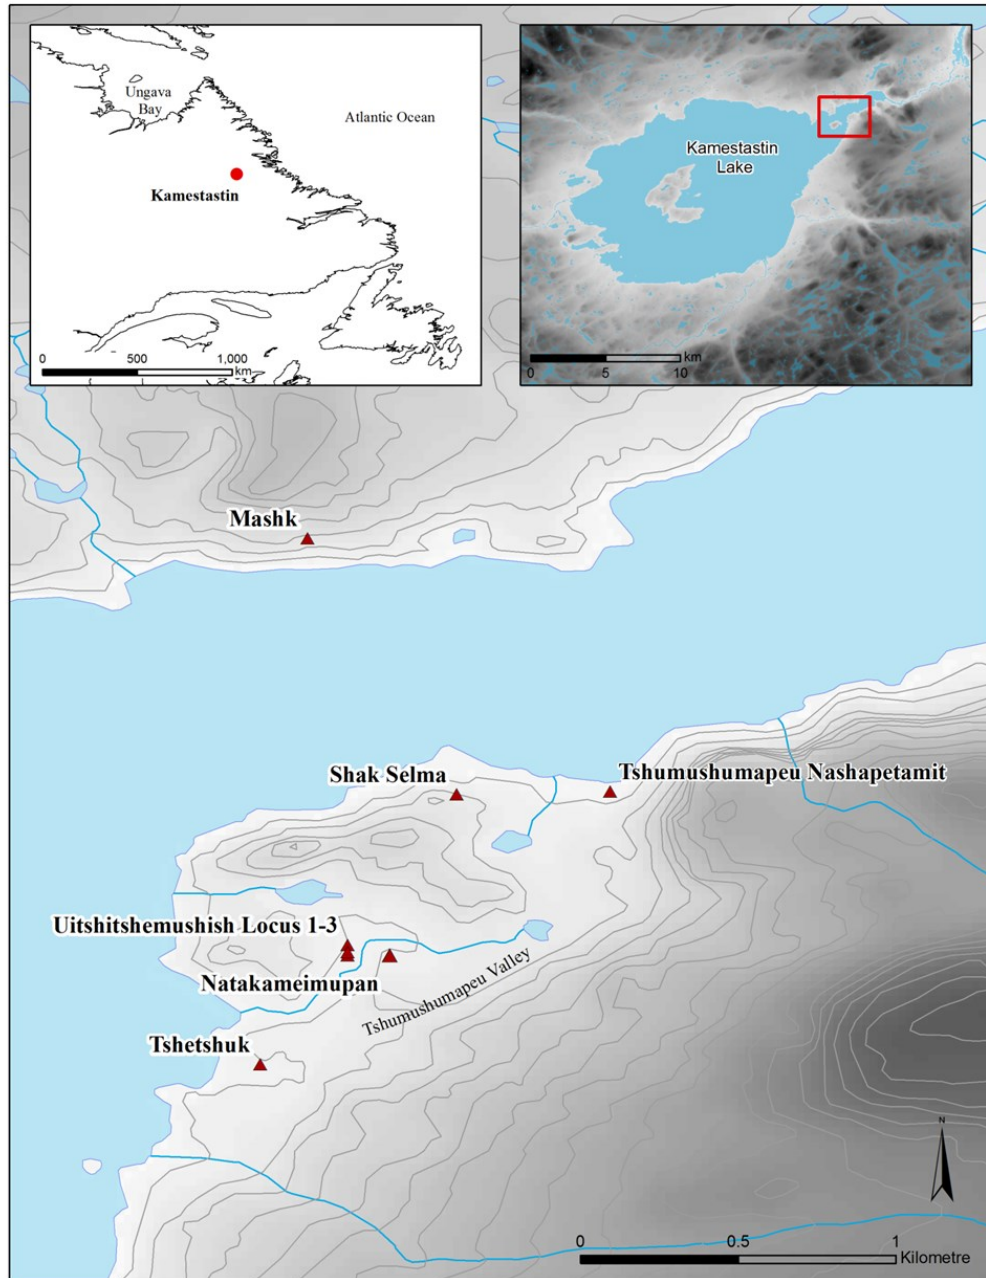 Ungava
Bay
Atlantic Ocean
Kamestastin
0 500 1,000
km
Kamestastin
Lake
km
0 5 10
Mashk
Shak Selma
Tshumushumapeu Nashapetamit
Uitshitshemushish Locus 1-3
Natakameimupan
Tshumushumapeu Valley
Tshetshuk
N
0 0.5 1
Kilometre